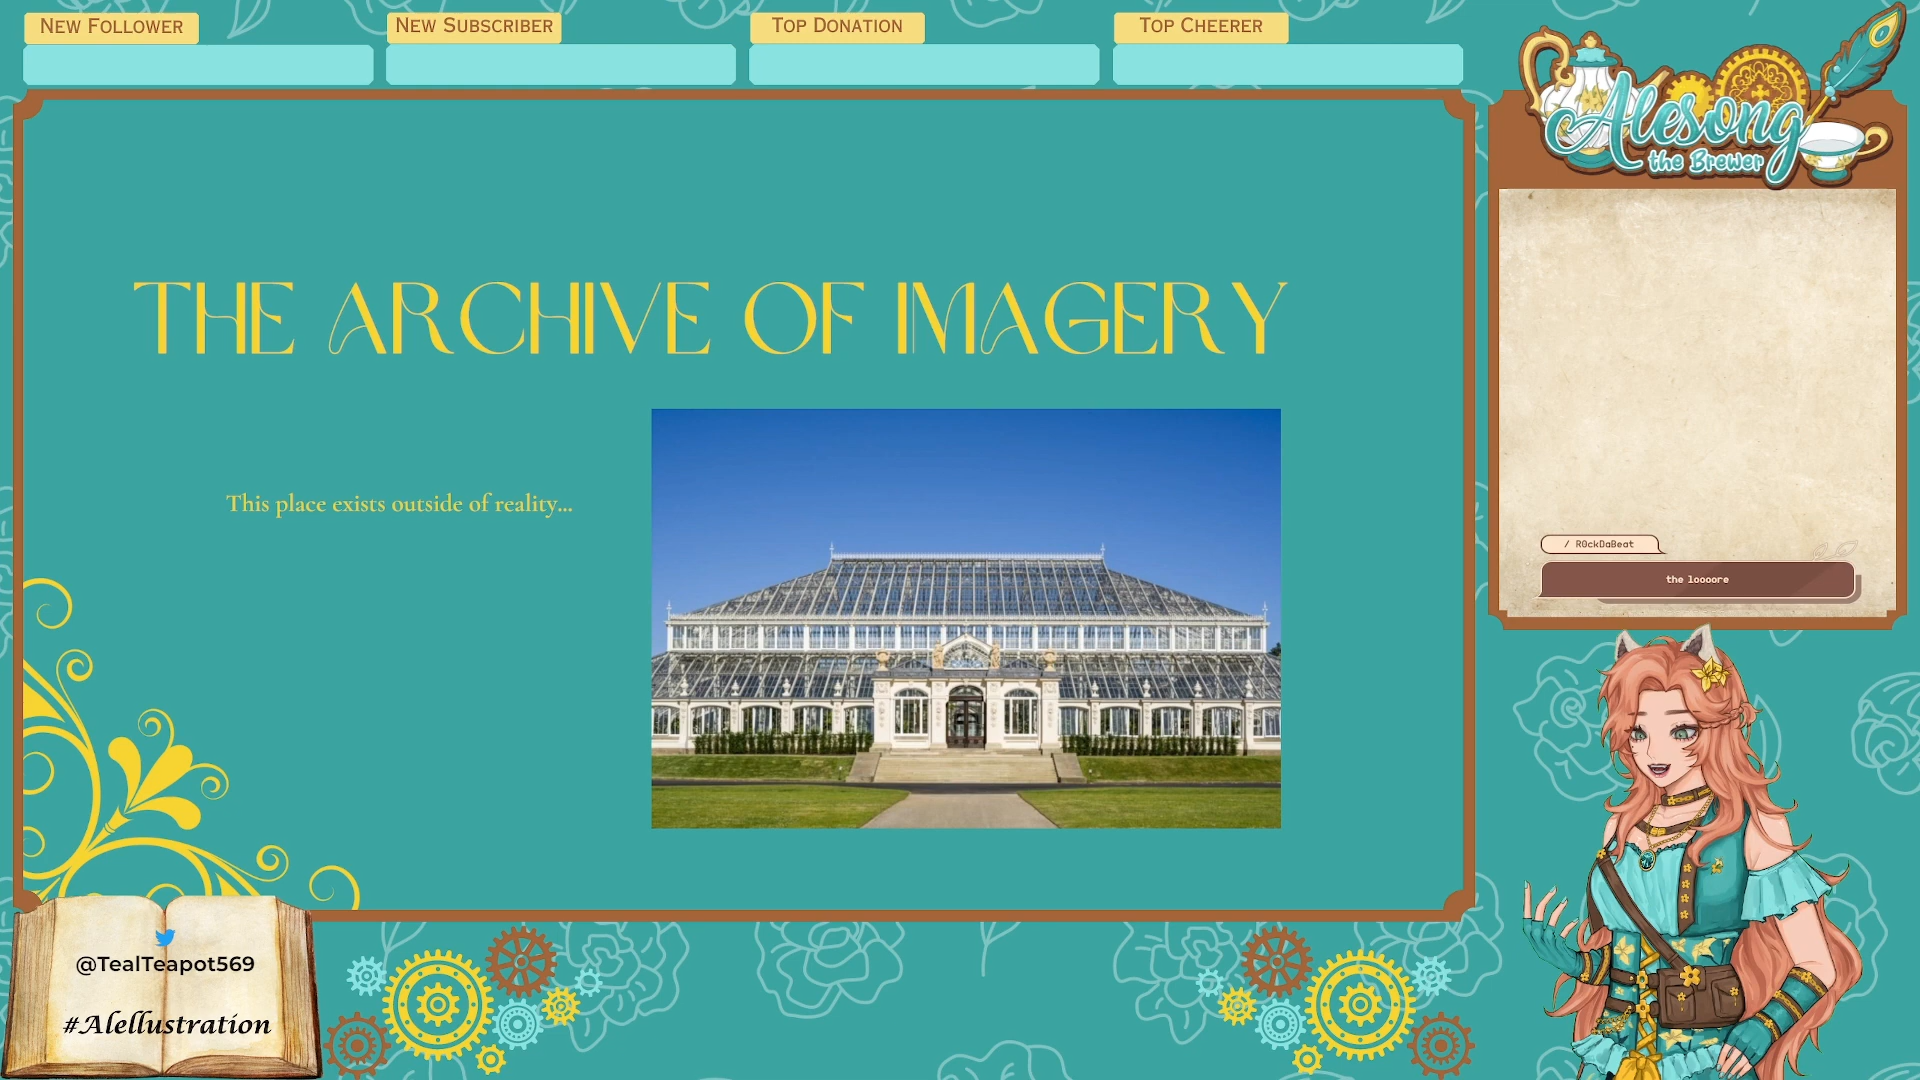 NEW FOLLOWER
NEW SUBSCRIBER
TOP DONATION
TOP CHEERER
Alesong
the Brewer
THE ARCHIVE OF IMAGERY
This place exists outside of reality...
/ R0ckDaBeat
the loooore
@TealTeapot569
#Alellustration